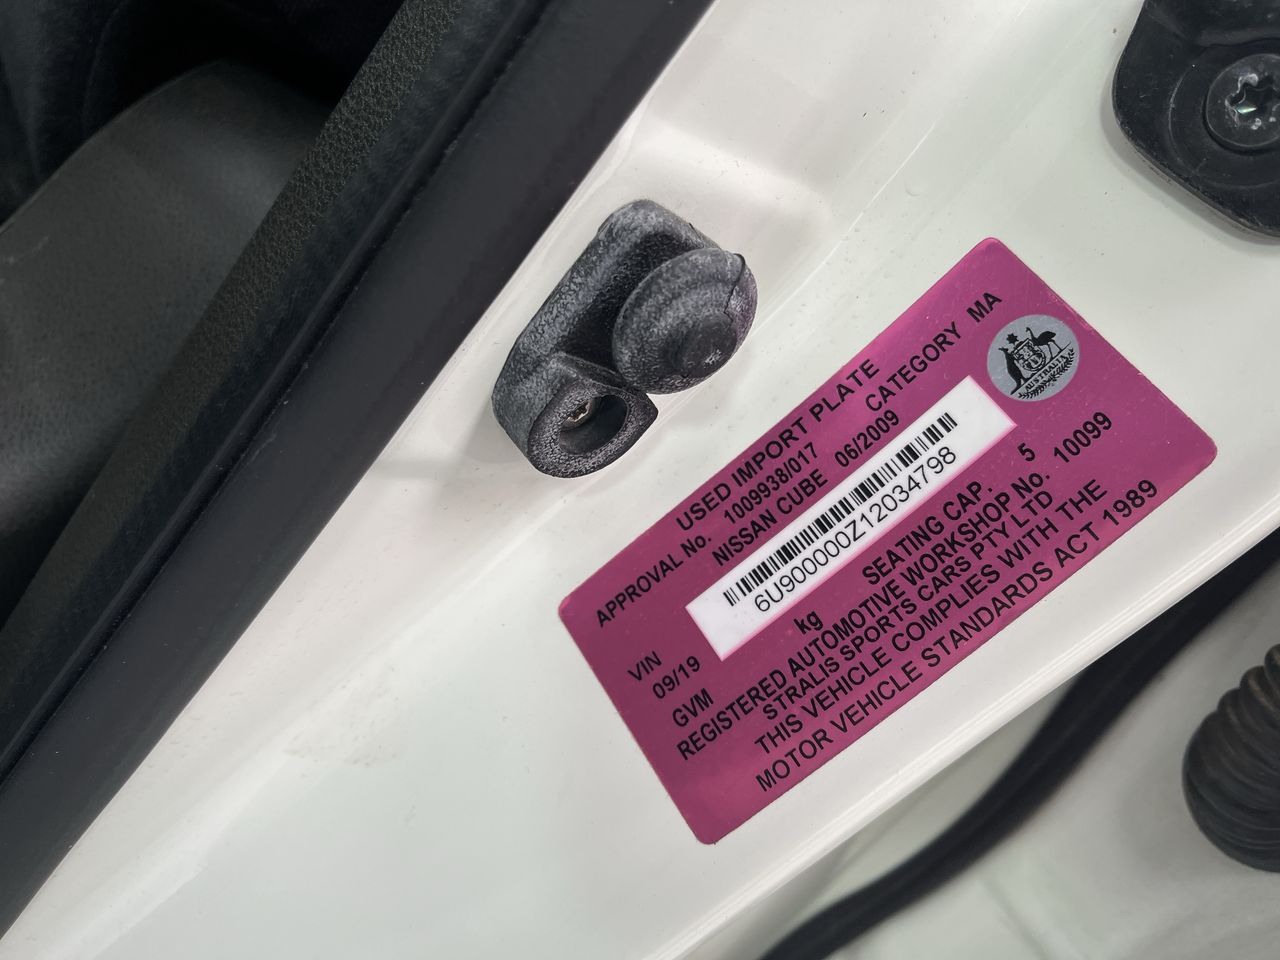 USED IMPORT PLATE
APPROVAL No. 1009938/017 CATEGORY MA
NISSAN CUBE 06/2009
VIN 6U900000Z12034798
09/19 SEATING CAP. 5
GVM kg
REGISTERED AUTOMOTIVE WORKSHOP No. 10099
STRALIS SPORTS CARS PTY LTD
THIS VEHICLE COMPLIES WITH THE
MOTOR VEHICLE STANDARDS ACT 1989
AUSTRALIA